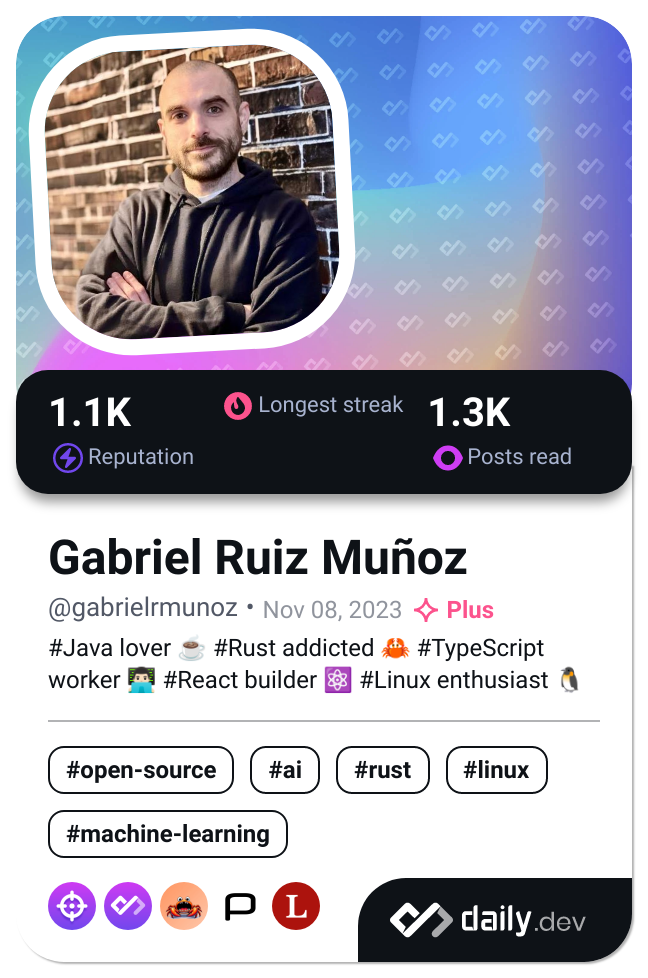 1.1K
Reputation
Longest streak
1.3K
Posts read
Gabriel Ruiz Muñoz
@gabrielrmunoz • Nov 08, 2023 Plus
#Java lover ☕ #Rust addicted 🦀 #TypeScript
worker 👨🏻‍💻 #React builder ⚛️ #Linux enthusiast 🐧
#open-source #ai #rust #linux
#machine-learning
L
daily.dev